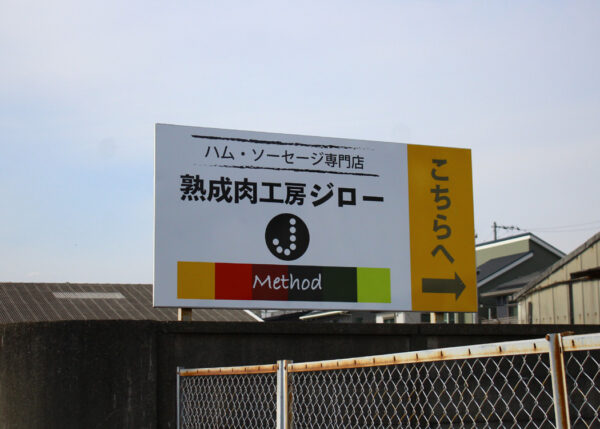 ハム・ソーセージ専門店
熟成肉工房ジロー
J
Method
こちらへ